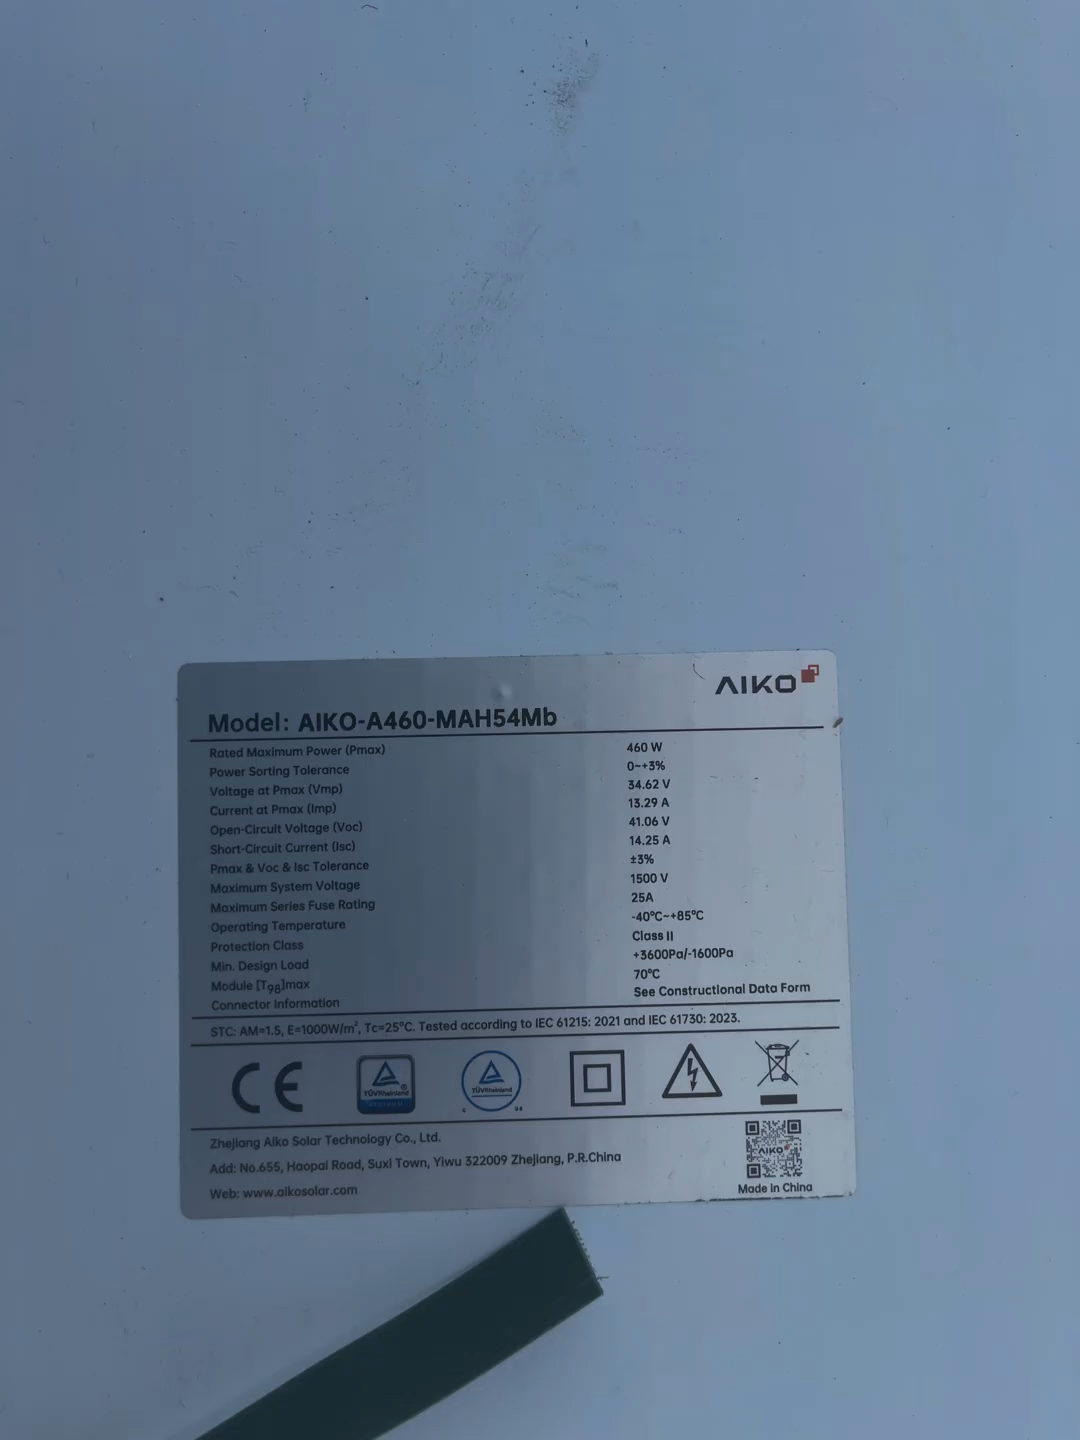 AIKO
Model: AIKO-A460-MAH54Mb
Rated Maximum Power (Pmax) 460 W
Power Sorting Tolerance 0~+3%
Voltage at Pmax (Vmp) 34.62 V
Current at Pmax (Imp) 13.29 A
Open-Circuit Voltage (Voc) 41.06 V
Short-Circuit Current (Isc) 14.25 A
Pmax & Voc & Isc Tolerance ±3%
Maximum System Voltage 1500 V
Maximum Series Fuse Rating 25A
Operating Temperature -40°C~+85°C
Protection Class Class II
Min. Design Load +3600Pa/-1600Pa
Module [T98]max 70°C
Connector Information See Constructional Data Form
STC: AM=1.5, E=1000W/m², Tc=25°C. Tested according to IEC 61215: 2021 and IEC 61730: 2023.
CE
TÜVRheinland ®
TÜVRheinland
C US
AIKO
Zhejiang Aiko Solar Technology Co., Ltd.
Add: No.655, Haopai Road, Suxi Town, Yiwu 322009 Zhejiang, P.R.China
Web: www.aikosolar.com
Made in China